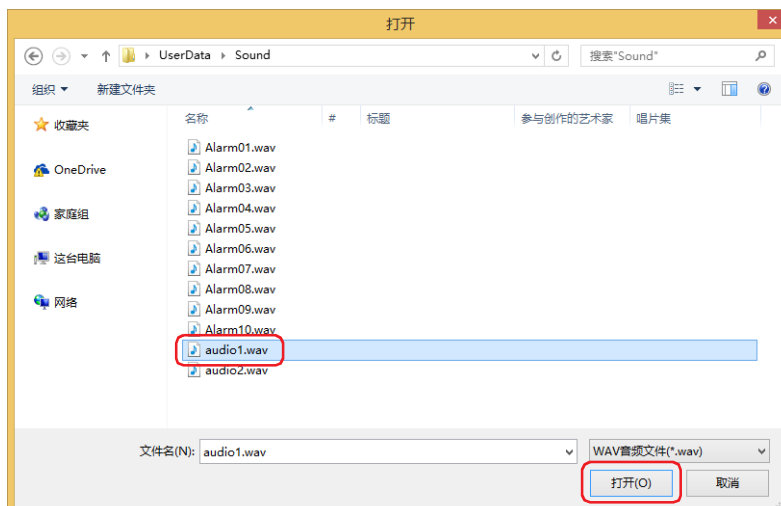 打开
UserData Sound 搜索"Sound"
组织 新建文件夹
名称 # 标题 参与创作的艺术家 唱片集
收藏夹
OneDrive
家庭组
这台电脑
网络
Alarm01.wav
Alarm02.wav
Alarm03.wav
Alarm04.wav
Alarm05.wav
Alarm06.wav
Alarm07.wav
Alarm08.wav
Alarm09.wav
Alarm10.wav
audio1.wav
audio2.wav
文件名(N): audio1.wav WAV音频文件(*.wav)
打开(O) 取消